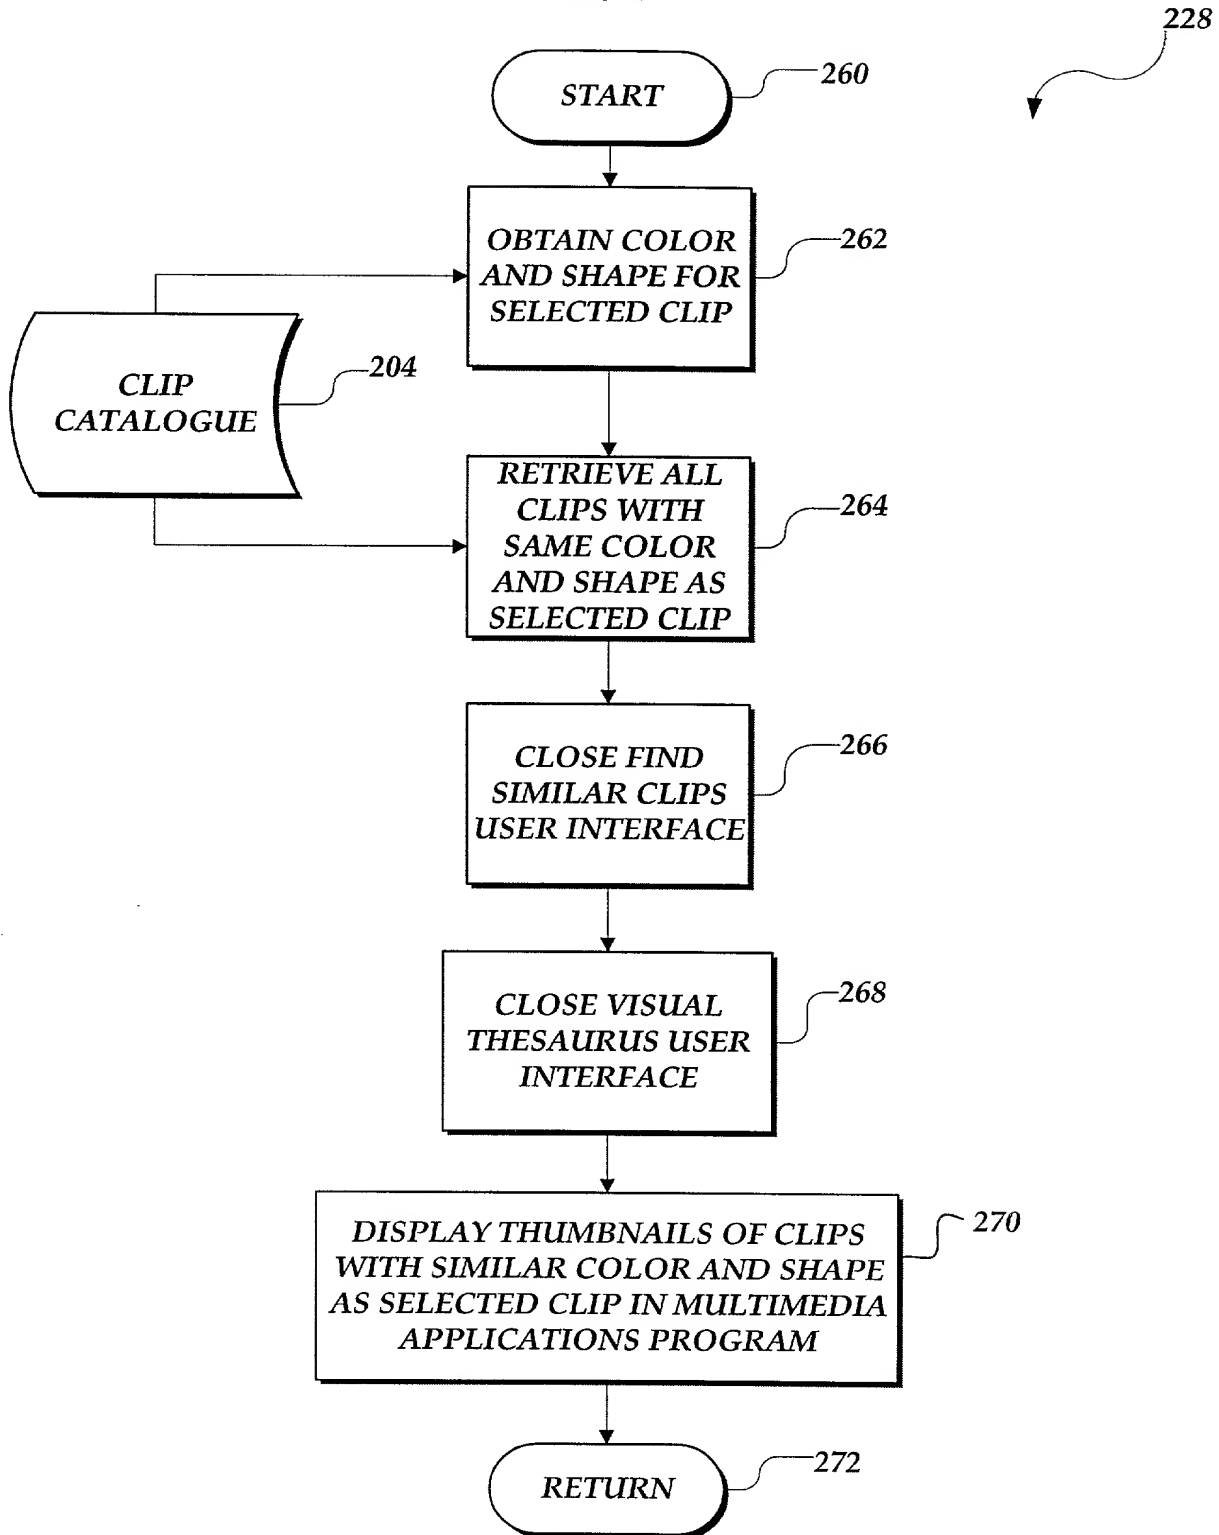 228
START
260
OBTAIN COLOR
AND SHAPE FOR
SELECTED CLIP
262
CLIP
CATALOGUE
204
RETRIEVE ALL
CLIPS WITH
SAME COLOR
AND SHAPE AS
SELECTED CLIP
264
CLOSE FIND
SIMILAR CLIPS
USER INTERFACE
266
CLOSE VISUAL
THESAURUS USER
INTERFACE
268
DISPLAY THUMBNAILS OF CLIPS
WITH SIMILAR COLOR AND SHAPE
AS SELECTED CLIP IN MULTIMEDIA
APPLICATIONS PROGRAM
270
RETURN
272